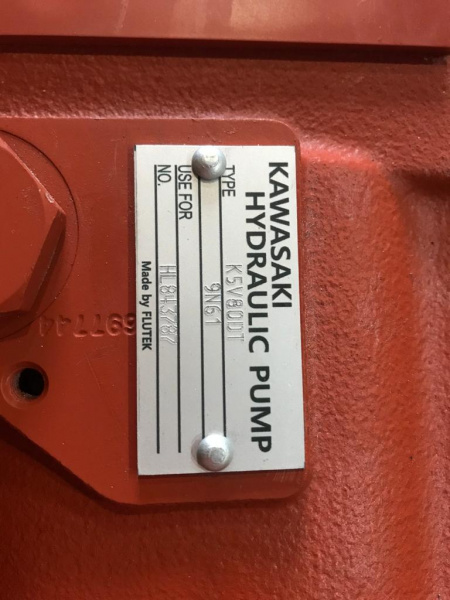 KAWASAKI
HYDRAULIC PUMP
TYPE K5V80DT
9N61
USE FOR
NO. HL843787
Made by FLUTEK